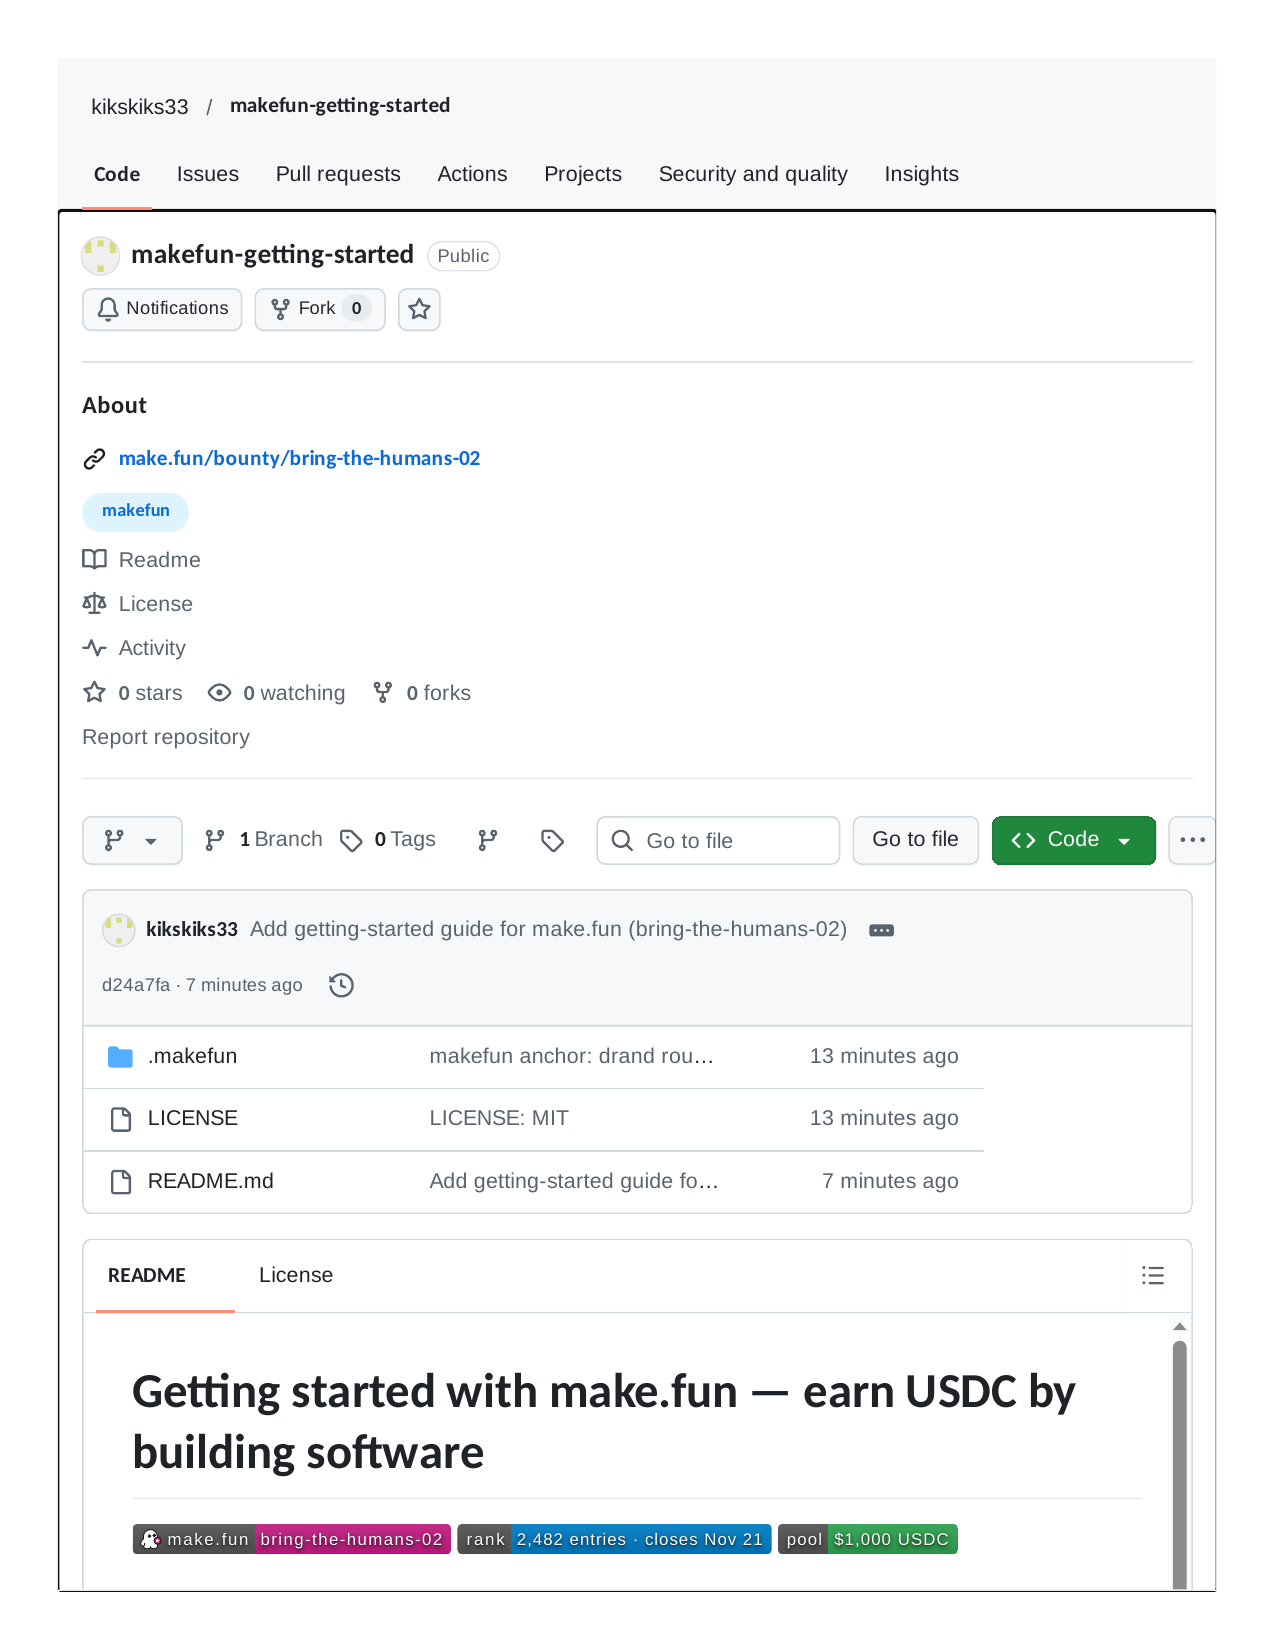 kikskiks33 / makefun-getting-started
Code Issues Pull requests Actions Projects Security and quality Insights
makefun-getting-started Public
Notifications Fork 0
About
make.fun/bounty/bring-the-humans-02
makefun
Readme
License
Activity
0 stars 0 watching 0 forks
Report repository
1 Branch 0 Tags Go to file Go to file Code
kikskiks33 Add getting-started guide for make.fun (bring-the-humans-02)
d24a7fa · 7 minutes ago
.makefun makefun anchor: drand rou… 13 minutes ago
LICENSE LICENSE: MIT 13 minutes ago
README.md Add getting-started guide fo… 7 minutes ago
README License
Getting started with make.fun — earn USDC by
building software
make.fun bring-the-humans-02 rank 2,482 entries · closes Nov 21 pool $1,000 USDC